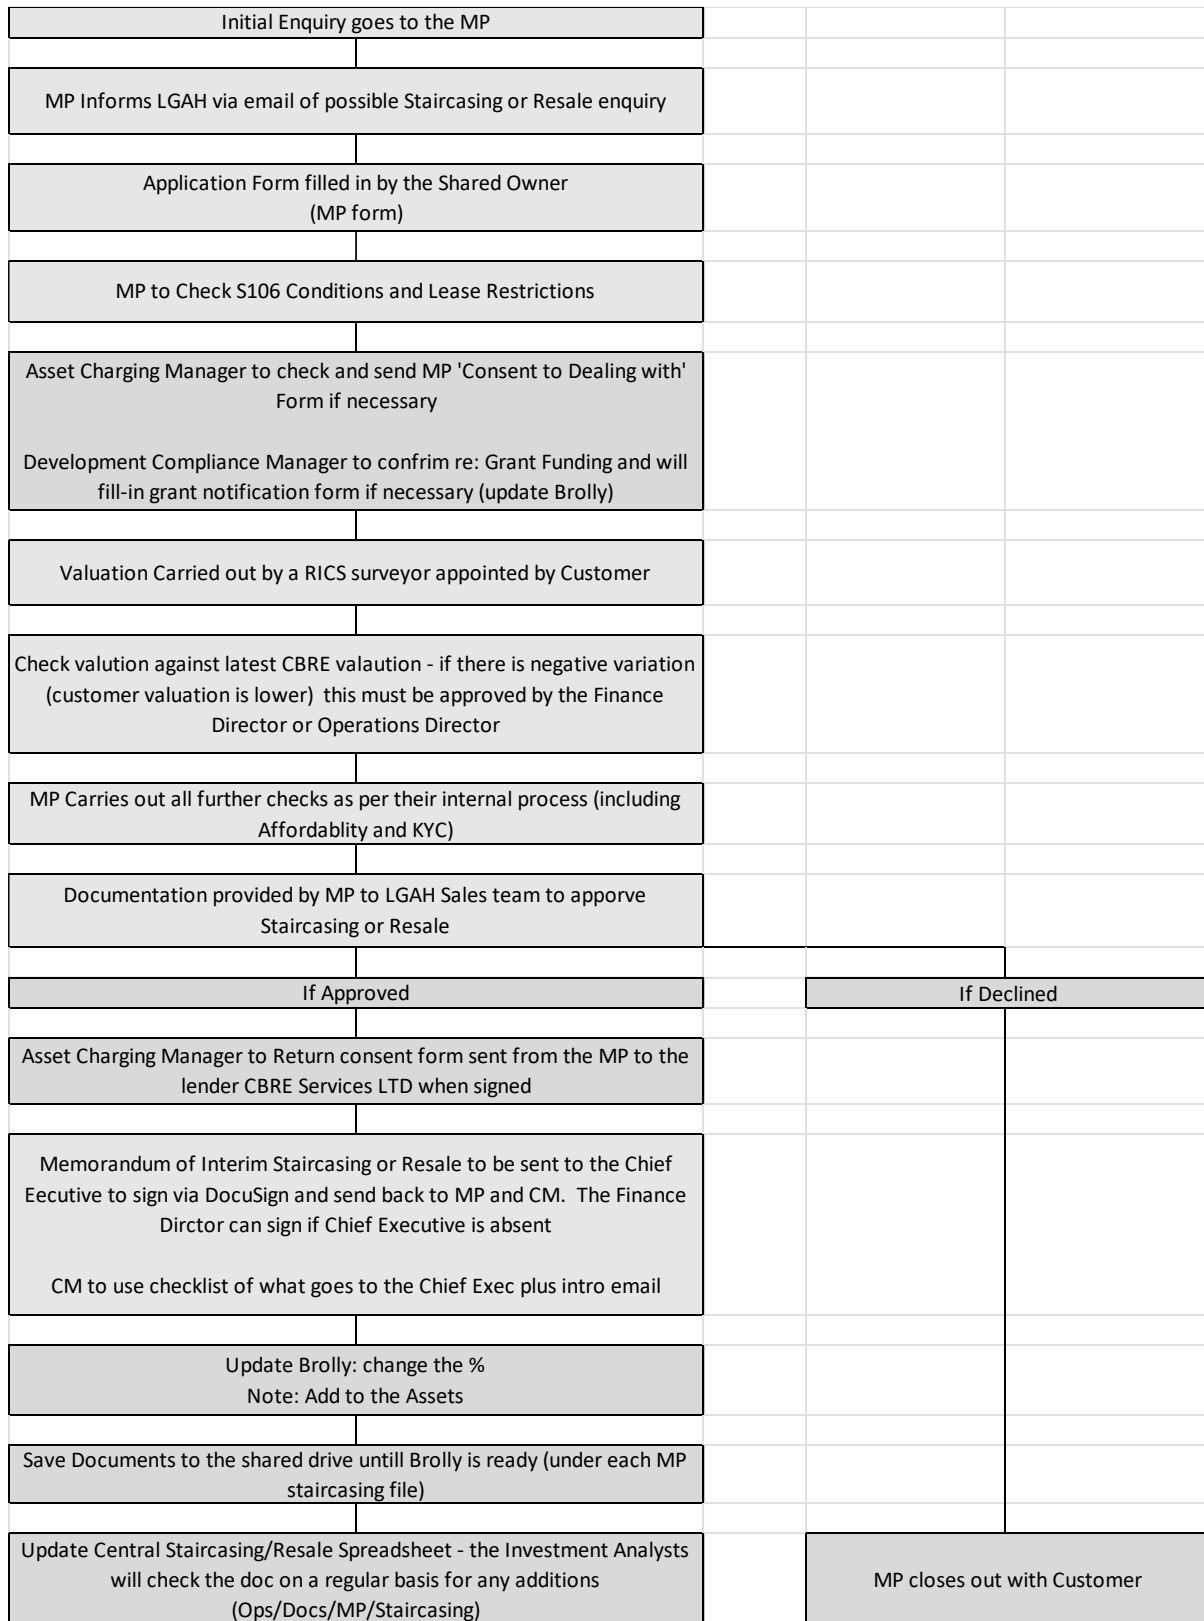 Initial Enquiry goes to the MP
MP Informs LGAH via email of possible Staircasing or Resale enquiry
Application Form filled in by the Shared Owner
(MP form)
MP to Check S106 Conditions and Lease Restrictions
Asset Charging Manager to check and send MP 'Consent to Dealing with'
Form if necessary
Development Compliance Manager to confrim re: Grant Funding and will
fill-in grant notification form if necessary (update Brolly)
Valuation Carried out by a RICS surveyor appointed by Customer
Check valution against latest CBRE valaution - if there is negative variation
(customer valuation is lower)  this must be approved by the Finance
Director or Operations Director
MP Carries out all further checks as per their internal process (including
Affordablity and KYC)
Documentation provided by MP to LGAH Sales team to apporve
Staircasing or Resale
If Approved
If Declined
Asset Charging Manager to Return consent form sent from the MP to the
lender CBRE Services LTD when signed
Memorandum of Interim Staircasing or Resale to be sent to the Chief
Eecutive to sign via DocuSign and send back to MP and CM.  The Finance
Dirctor can sign if Chief Executive is absent
CM to use checklist of what goes to the Chief Exec plus intro email
Update Brolly: change the %
Note: Add to the Assets
Save Documents to the shared drive untill Brolly is ready (under each MP
staircasing file)
Update Central Staircasing/Resale Spreadsheet - the Investment Analysts
will check the doc on a regular basis for any additions
(Ops/Docs/MP/Staircasing)
MP closes out with Customer